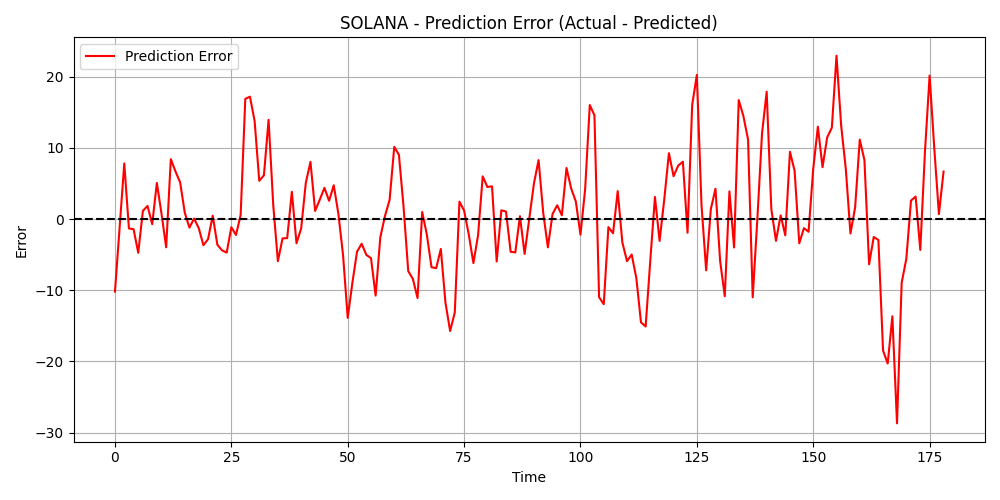 SOLANA - Prediction Error (Actual - Predicted)
Prediction Error
Error
20
10
0
−10
−20
−30
0 25 50 75 100 125 150 175
Time